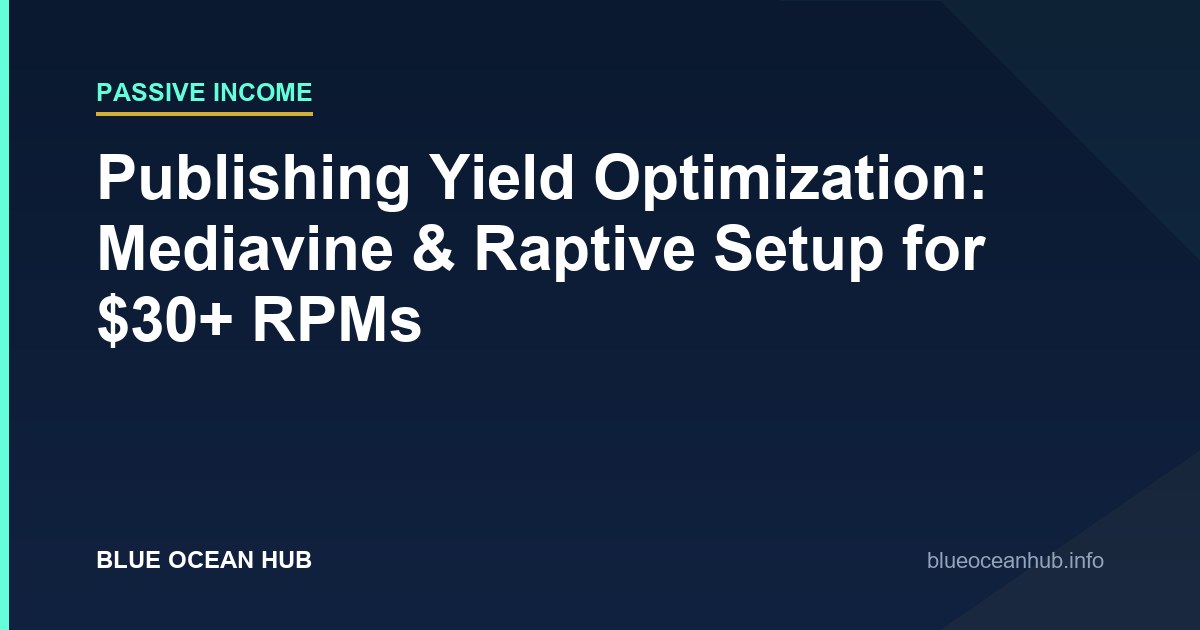 PASSIVE INCOME
Publishing Yield Optimization:
Mediavine & Raptive Setup for
$30+ RPMs
BLUE OCEAN HUB
blueoceanhub.info